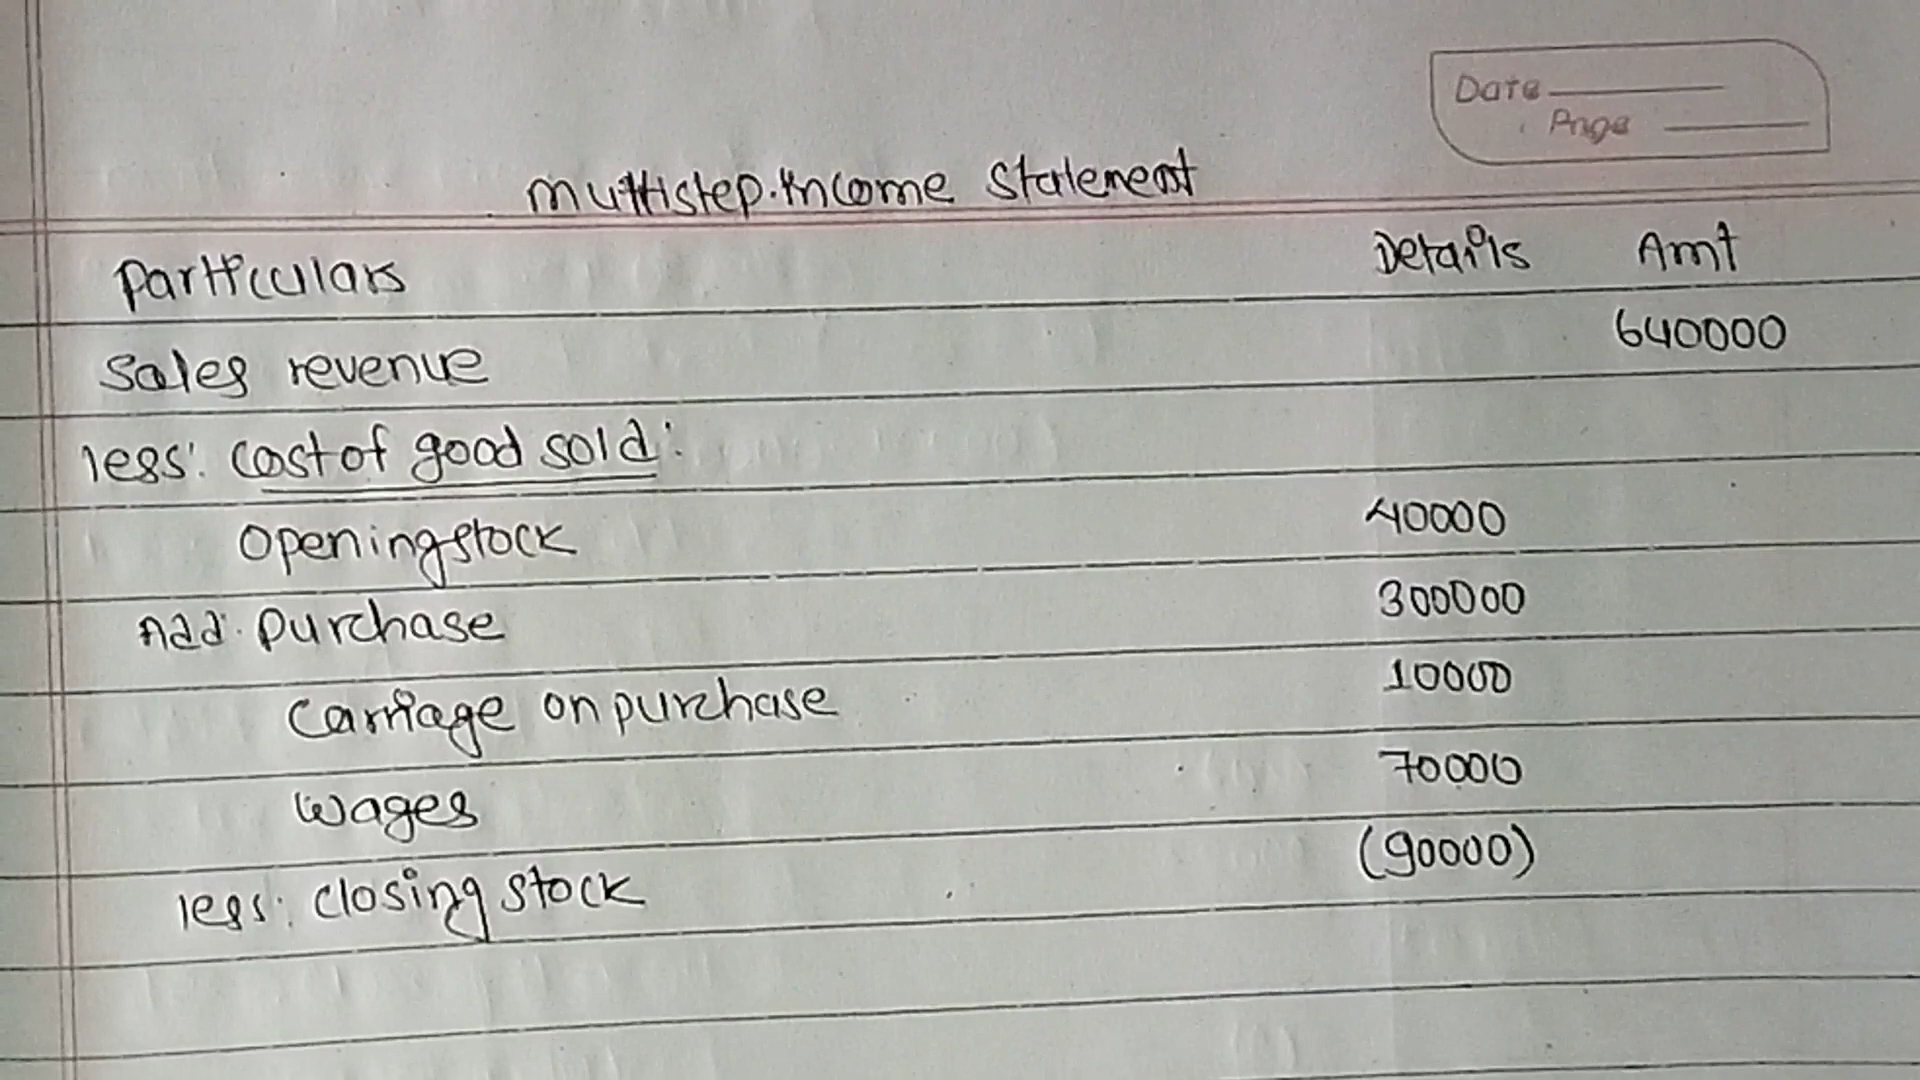 Date
Page
multistep.Income Statement
Particulars Details Amt
Sales revenue 640000
less: cost of good sold:
Opening stock 40000
Add: purchase 300000
Carriage on purchase 10000
Wages 70000
less: closing stock (90000)